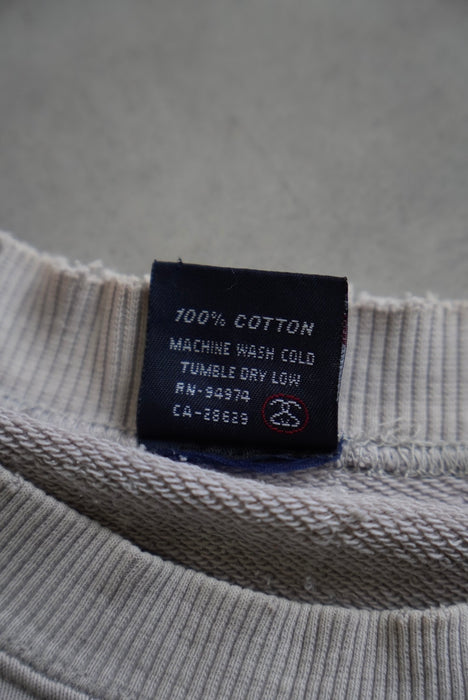 100% COTTON
MACHINE WASH COLD
TUMBLE DRY LOW
RN-94974
CA-28629